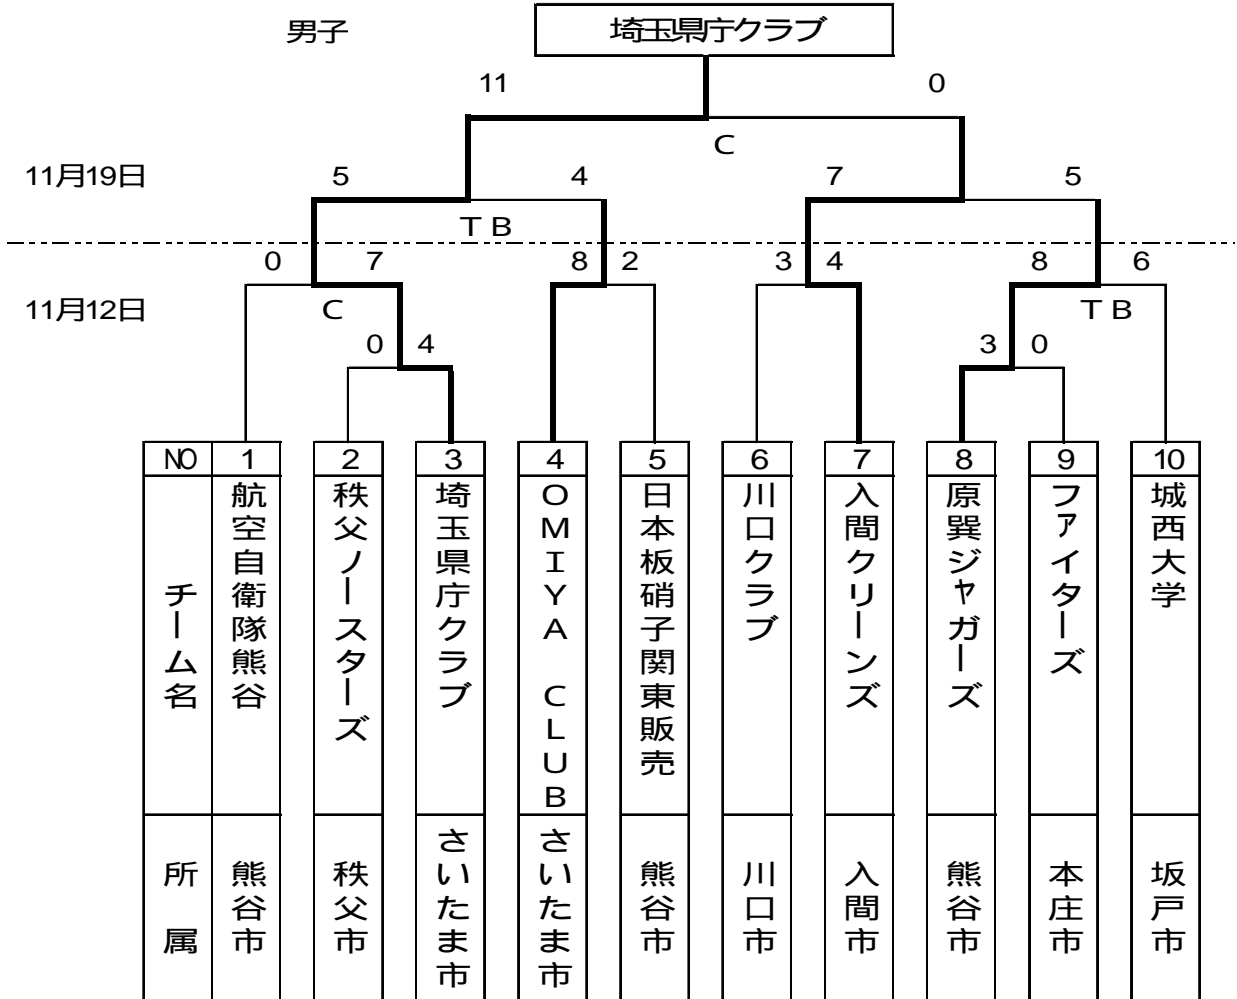 男子
埼玉県庁クラブ
11 0
C
11月19日 5 4 7 5
TB
0 7 8 2 3 4 8 6
11月12日 C TB
0 4 3 0
NO 1 2 3 4 5 6 7 8 9 10
チーム名
航空自衛隊熊谷
秩父ノースターズ
埼玉県庁クラブ
OMIYA CLUB
日本板硝子関東販売
川口クラブ
入間クリーンズ
原巽ジャガーズ
ファイターズ
城西大学
所属
熊谷市
秩父市
さいたま市
さいたま市
熊谷市
川口市
入間市
熊谷市
本庄市
坂戸市